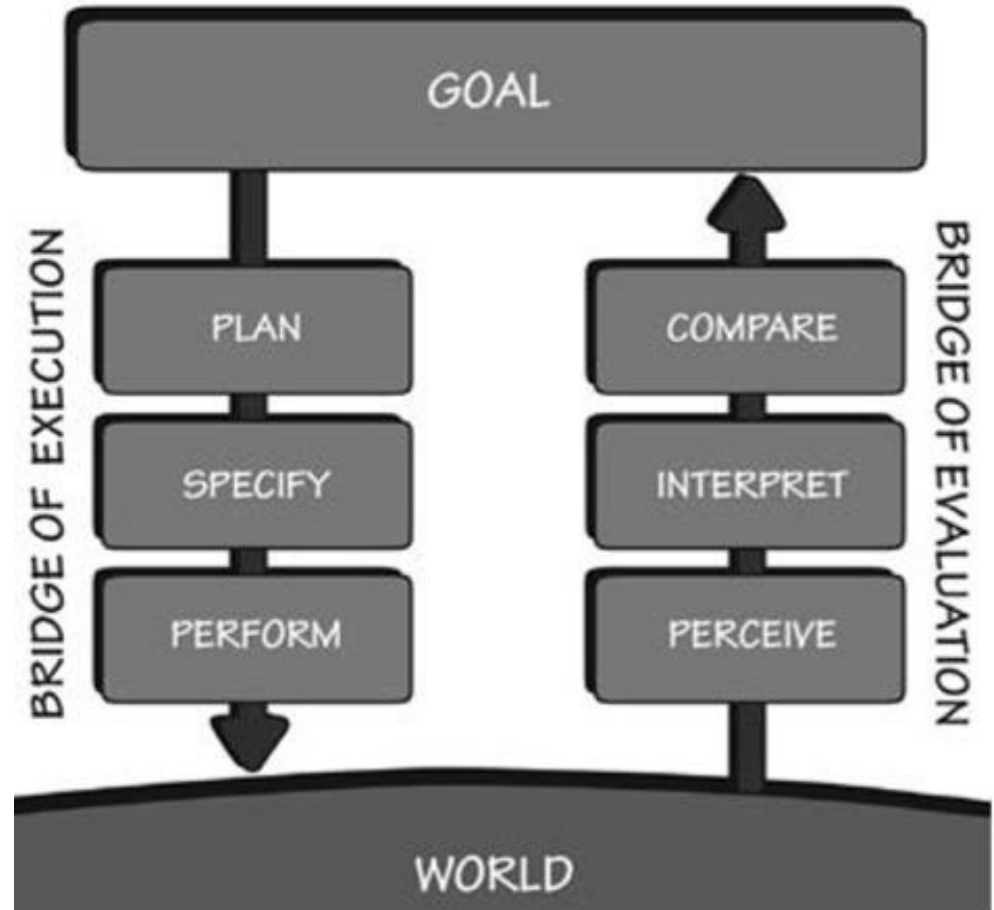 GOAL
BRIDGE OF EXECUTION
PLAN
SPECIFY
PERFORM
COMPARE
INTERPRET
PERCEIVE
BRIDGE OF EVALUATION
WORLD